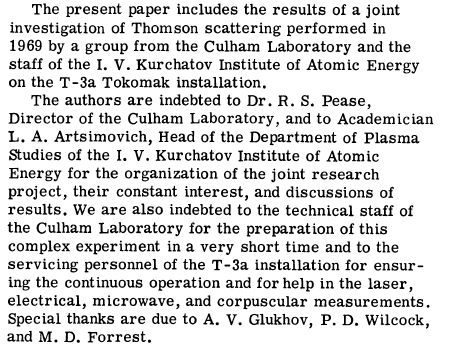 The present paper includes the results of a joint
investigation of Thomson scattering performed in
1969 by a group from the Culham Laboratory and the
staff of the I. V. Kurchatov Institute of Atomic Energy
on the T-3a Tokomak installation.
The authors are indebted to Dr. R. S. Pease,
Director of the Culham Laboratory, and to Academician
L. A. Artsimovich, Head of the Department of Plasma
Studies of the I. V. Kurchatov Institute of Atomic
Energy for the organization of the joint research
project, their constant interest, and discussions of
results. We are also indebted to the technical staff of
the Culham Laboratory for the preparation of this
complex experiment in a very short time and to the
servicing personnel of the T-3a installation for ensur-
ing the continuous operation and for help in the laser,
electrical, microwave, and corpuscular measurements.
Special thanks are due to A. V. Glukhov, P. D. Wilcock,
and M. D. Forrest.